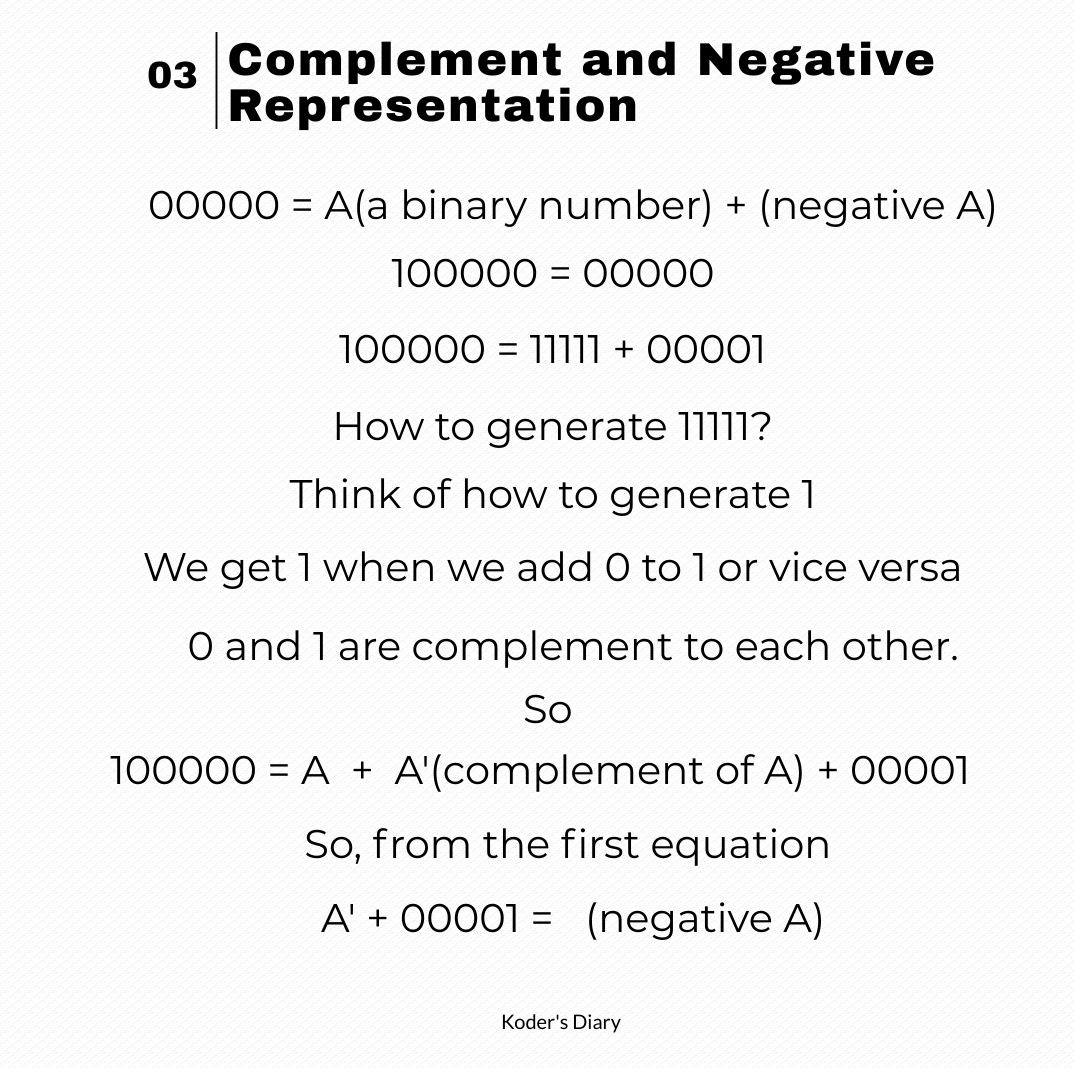 03
Complement and Negative
Representation
00000 = A(a binary number) + (negative A)
100000 = 00000
100000 = 11111 + 00001
How to generate 11111?
Think of how to generate 1
We get 1 when we add 0 to 1 or vice versa
0 and 1 are complement to each other.
So
100000 = A + A'(complement of A) + 00001
So, from the first equation
A' + 00001 = (negative A)
Koder's Diary